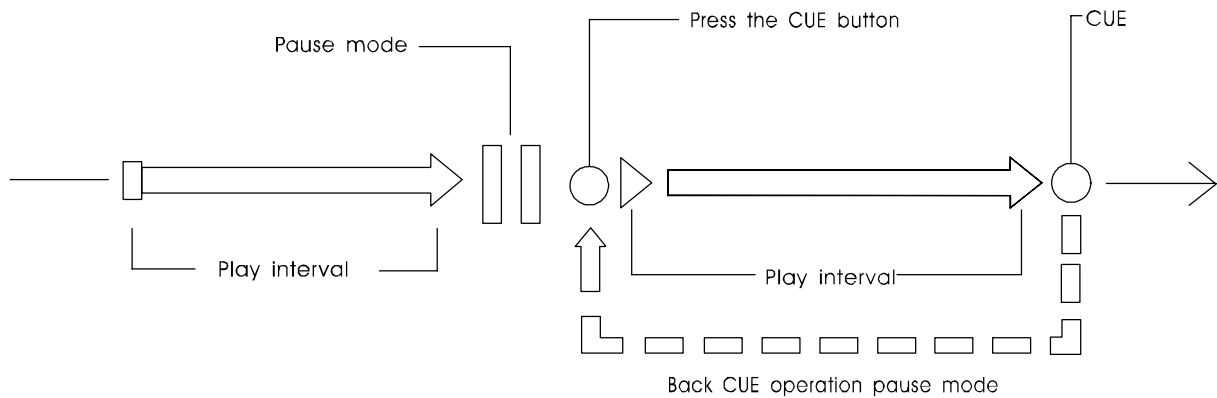 Press the CUE button
CUE
Pause mode
Play interval
Play interval
Back CUE operation pause mode